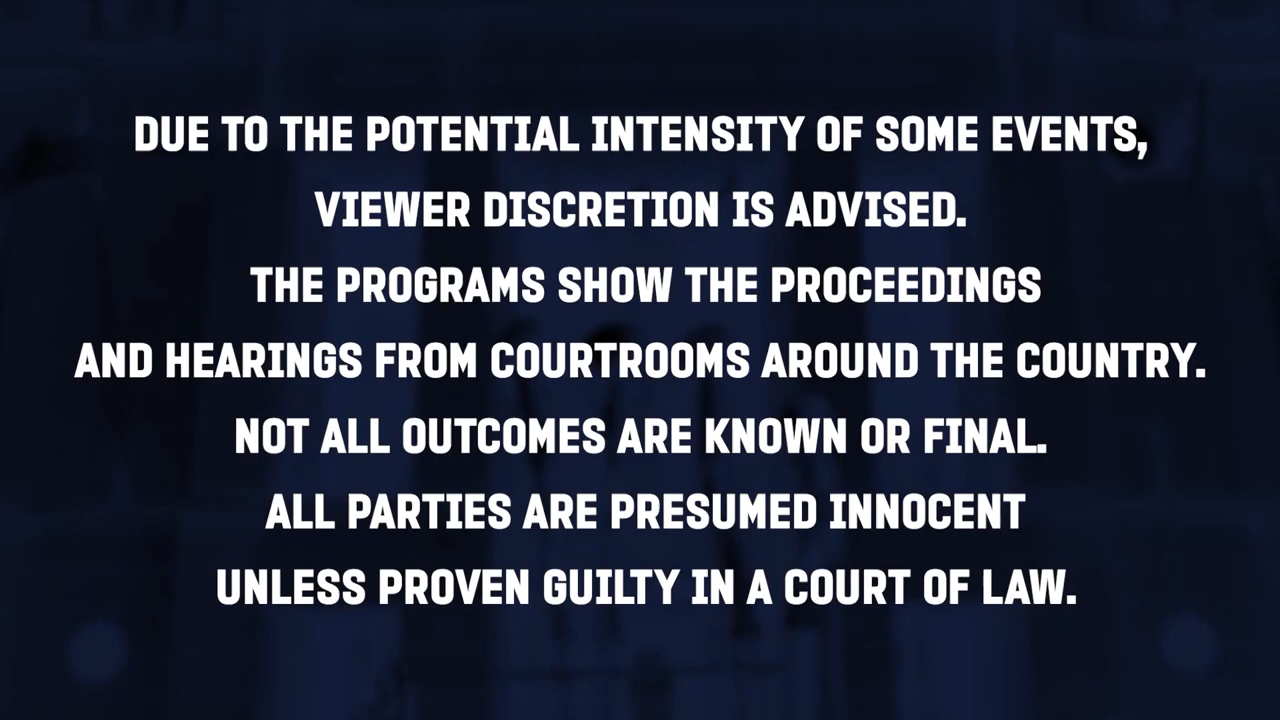 DUE TO THE POTENTIAL INTENSITY OF SOME EVENTS,
VIEWER DISCRETION IS ADVISED.
THE PROGRAMS SHOW THE PROCEEDINGS
AND HEARINGS FROM COURTROOMS AROUND THE COUNTRY.
NOT ALL OUTCOMES ARE KNOWN OR FINAL.
ALL PARTIES ARE PRESUMED INNOCENT
UNLESS PROVEN GUILTY IN A COURT OF LAW.